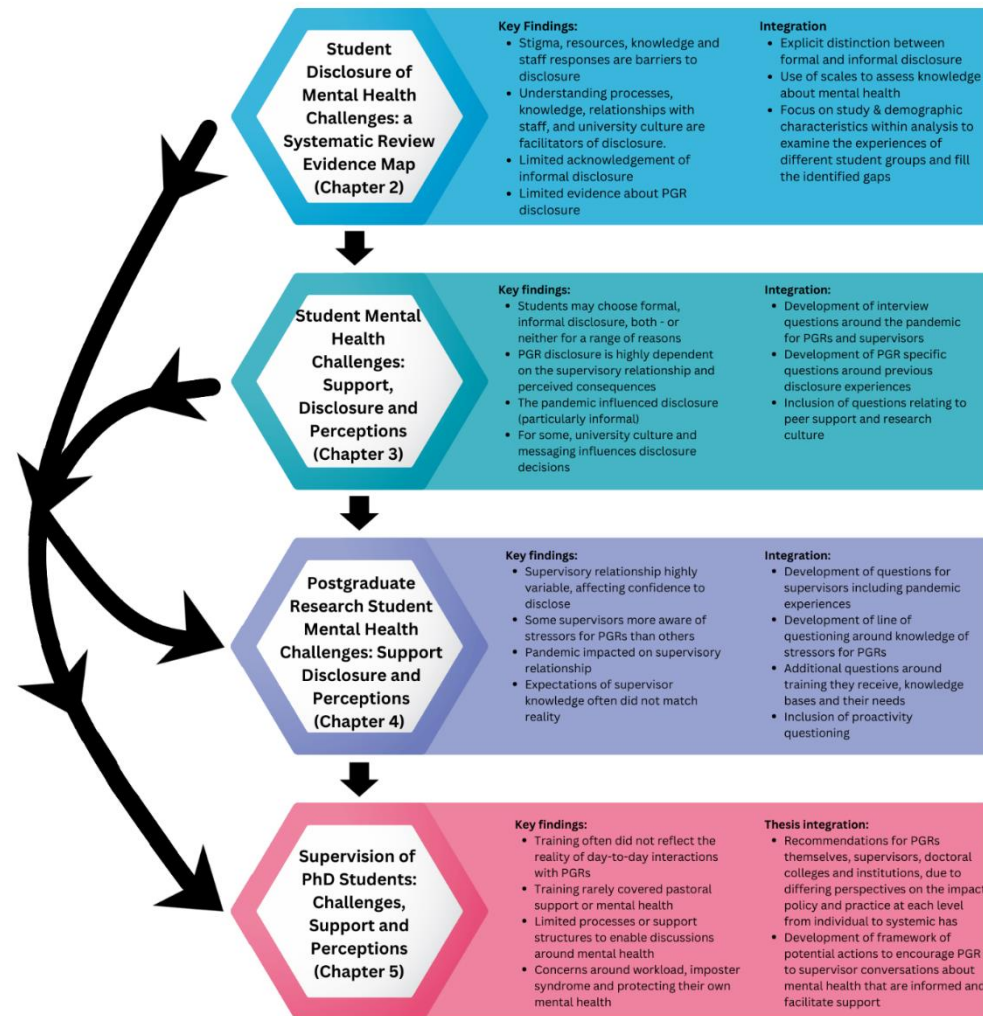 Student
Disclosure of
Mental Health
Challenges: a
Systematic Review
Evidence Map
(Chapter 2)
Key Findings:
• Stigma, resources, knowledge and
staff responses are barriers to
disclosure
• Understanding processes,
knowledge, relationships with
staff, and university culture are
facilitators of disclosure.
• Limited acknowledgement of
informal disclosure
• Limited evidence about PGR
disclosure
Integration
• Explicit distinction between
formal and informal disclosure
• Use of scales to assess knowledge
about mental health
• Focus on study & demographic
characteristics within analysis to
examine the experiences of
different student groups and fill
the identified gaps
Student Mental
Health
Challenges:
Support,
Disclosure and
Perceptions
(Chapter 3)
Key findings:
• Students may choose formal,
informal disclosure, both - or
neither for a range of reasons
• PGR disclosure is highly dependent
on the supervisory relationship and
perceived consequences
• The pandemic influenced disclosure
(particularly informal)
• For some, university culture and
messaging influences disclosure
decisions
Integration:
• Development of interview
questions around the pandemic
for PGRs and supervisors
• Development of PGR specific
questions around previous
disclosure experiences
• Inclusion of questions relating to
peer support and research
culture
Postgraduate
Research Student
Mental Health
Challenges: Support
Disclosure and
Perceptions
(Chapter 4)
Key findings:
• Supervisory relationship highly
variable, affecting confidence to
disclose
• Some supervisors more aware of
stressors for PGRs than others
• Pandemic impacted on supervisory
relationship
• Expectations of supervisor
knowledge often did not match
reality
Integration:
• Development of questions for
supervisors including pandemic
experiences
• Development of line of
questioning around knowledge of
stressors for PGRs
• Additional questions around
training they receive, knowledge
bases and their needs
• Inclusion of proactivity
questioning
Supervision of
PhD Students:
Challenges,
Support and
Perceptions
(Chapter 5)
Key findings:
• Training often did not reflect the
reality of day-to-day interactions
with PGRs
• Training rarely covered pastoral
support or mental health
• Limited processes or support
structures to enable discussions
around mental health
• Concerns around workload, imposter
syndrome and protecting their own
mental health
Thesis integration:
• Recommendations for PGRs
themselves, supervisors, doctoral
colleges and institutions, due to
differing perspectives on the impact
policy and practice at each level
from individual to systemic has
• Development of framework of
potential actions to encourage PGR
to supervisor conversations about
mental health that are informed and
facilitate support